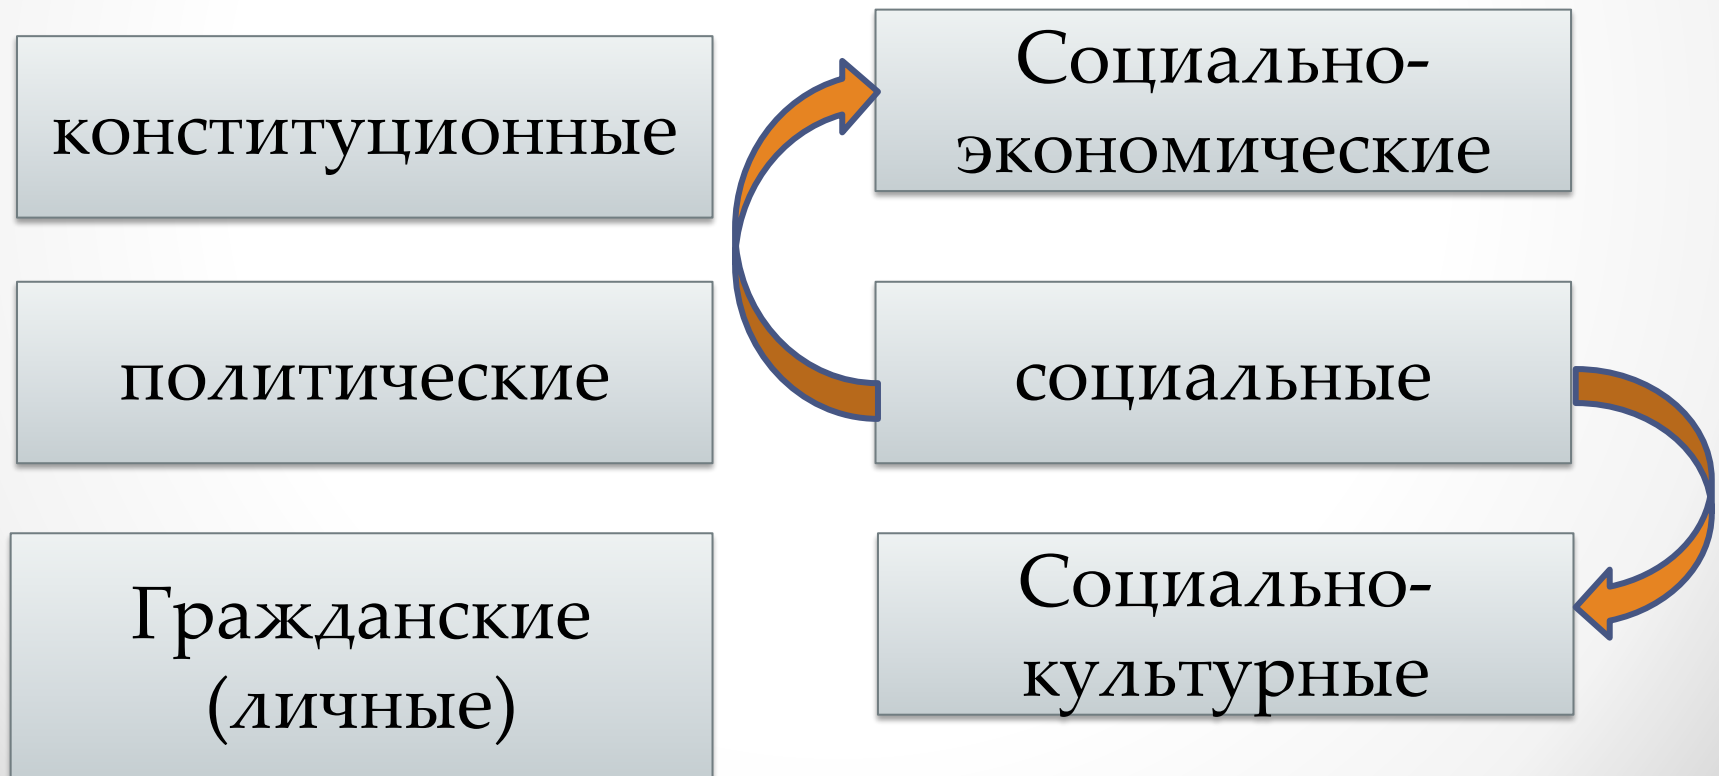 конституционные
политические
Гражданские
(личные)
Социально-
экономические
социальные
Социально-
культурные